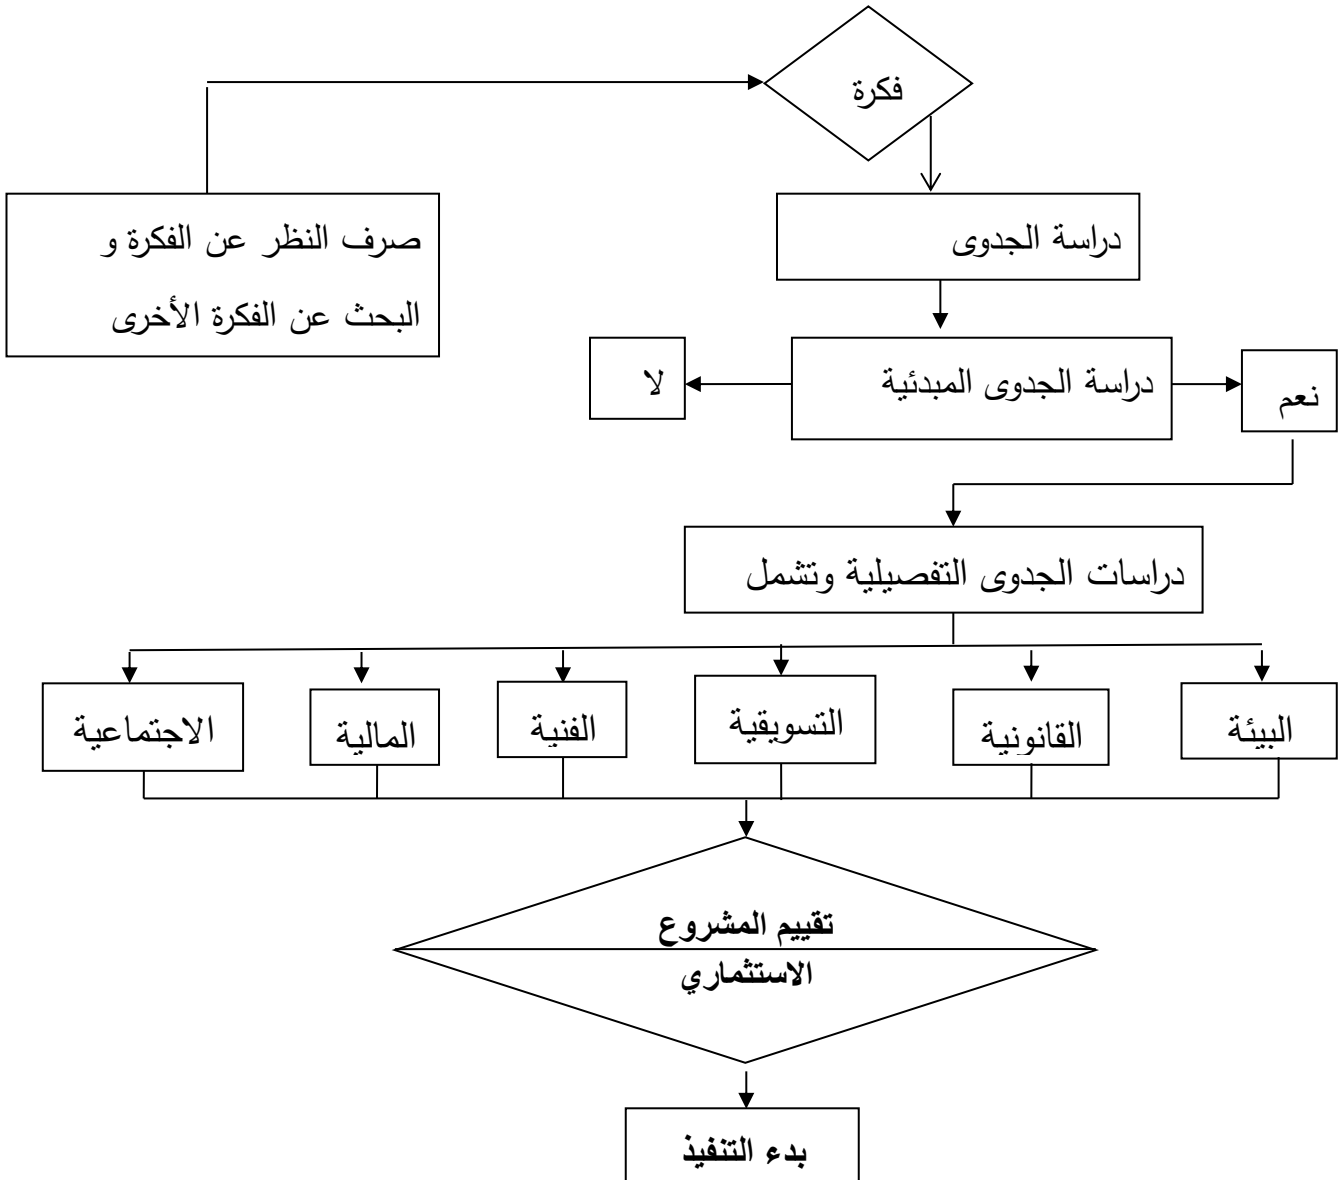 فكرة
دراسة الجدوى
صرف النظر عن الفكرة و
البحث عن الفكرة الأخرى
نعم
دراسة الجدوى المبدئية
لا
دراسات الجدوى التفصيلية وتشمل
البيئة
القانونية
التسويقية
الفنية
المالية
الاجتماعية
تقييم المشروع
الاستثماري
بدء التنفيذ